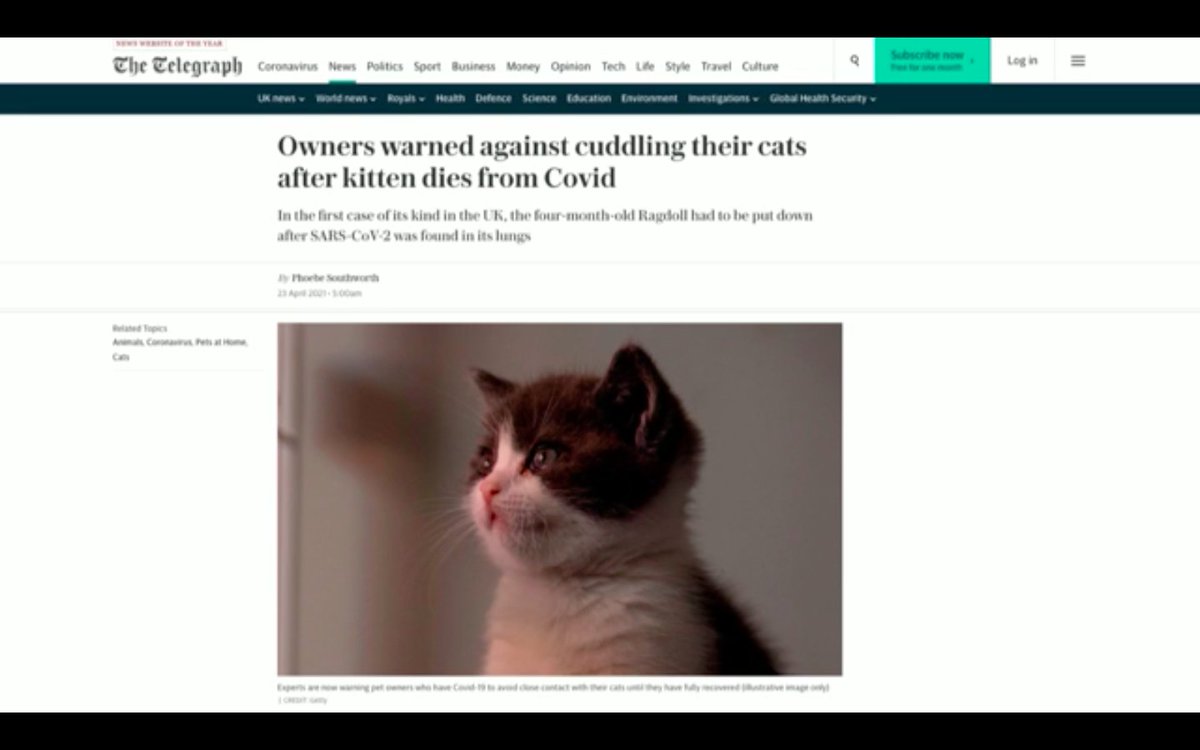 NEWS WEBSITE OF THE YEAR
The Telegraph
Coronavirus News Politics Sport Business Money Opinion Tech Life Style Travel Culture
Subscribe now
Free for one month
Log in
UK news World news Royals Health Defence Science Education Environment Investigations Global Health Security
Owners warned against cuddling their cats
after kitten dies from Covid
In the first case of its kind in the UK, the four-month-old Ragdoll had to be put down
after SARS-CoV-2 was found in its lungs
By Phoebe Southworth
23 April 2021 • 5:00am
Related Topics
Animals, Coronavirus, Pets at Home,
Cats
Experts are now warning pet owners who have Covid-19 to avoid close contact with their cats until they have fully recovered (illustrative image only)
| CREDIT: Getty